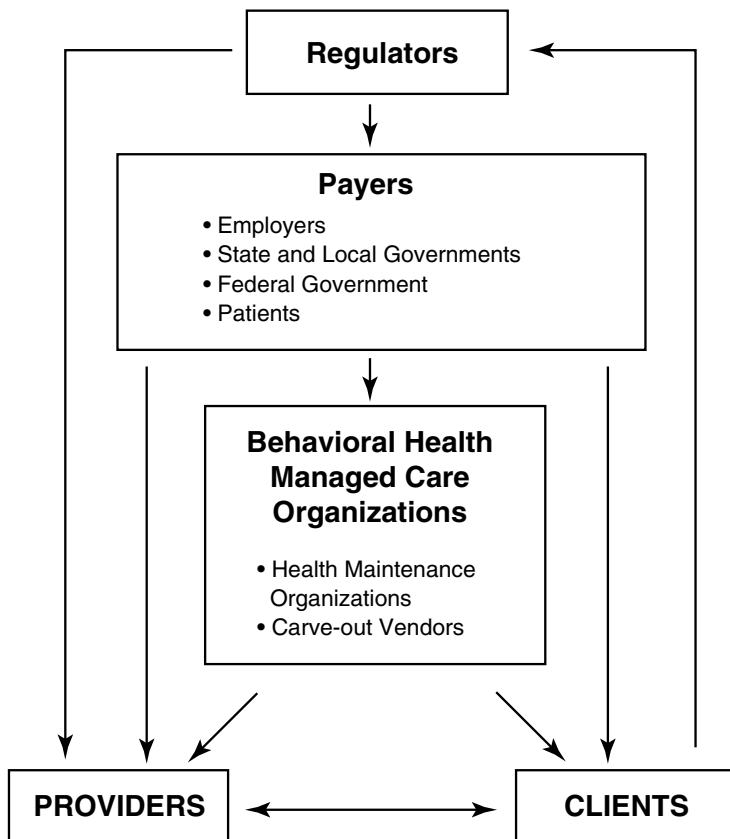 Regulators
Payers
• Employers
• State and Local Governments
• Federal Government
• Patients
Behavioral Health
Managed Care
Organizations
• Health Maintenance
Organizations
• Carve-out Vendors
PROVIDERS
CLIENTS